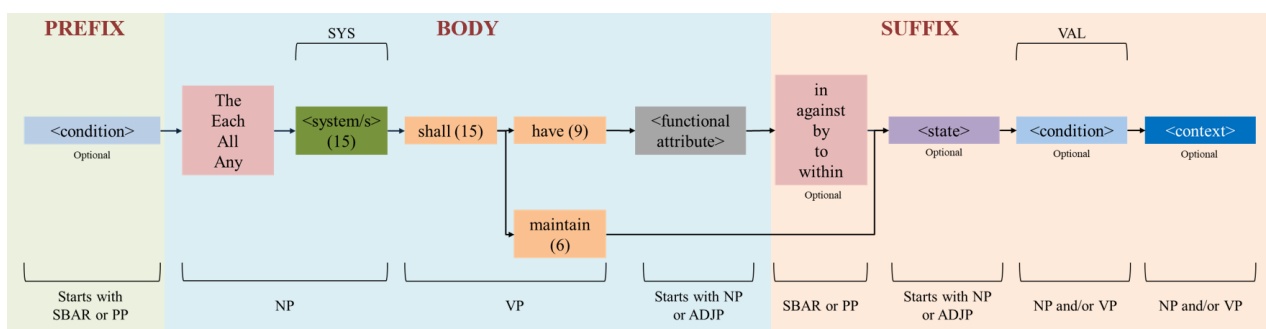 PREFIX
BODY
SUFFIX
SYS
VAL
<condition>
Optional
The
Each
All
Any
<system/s>
(15)
shall (15)
have (9)
maintain
(6)
<functional
attribute>
in
against
by
to
within
Optional
<state>
Optional
<condition>
Optional
<context>
Optional
Starts with
SBAR or PP
NP
VP
Starts with NP
or ADJP
SBAR or PP
Starts with NP
or ADJP
NP and/or VP
NP and/or VP